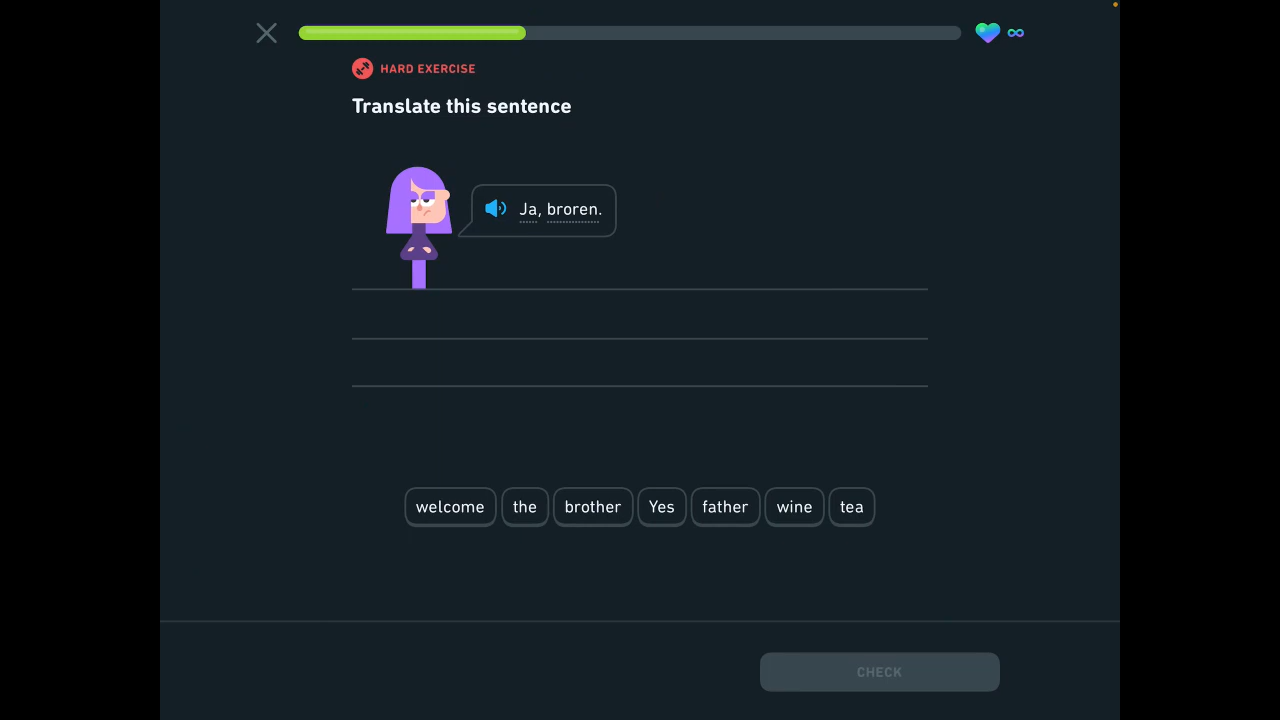 ∞
HARD EXERCISE
Translate this sentence
Ja, broren.
welcome the brother Yes father wine tea
CHECK